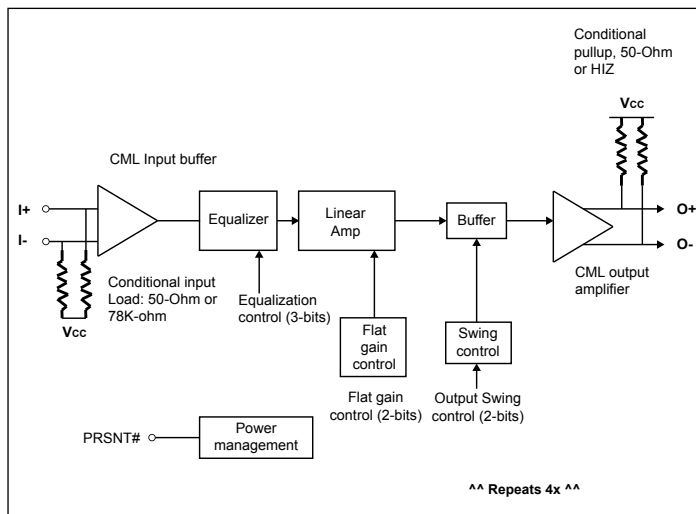 Conditional
pullup, 50-Ohm
or HIZ
Vcc
CML Input buffer
I+
I-
Equalizer
Linear
Amp
Buffer
O+
O-
CML output
amplifier
Conditional input
Load: 50-Ohm or
78K-ohm
Vcc
Equalization
control (3-bits)
Flat
gain
control
Swing
control
Flat gain
control (2-bits)
Output Swing
control (2-bits)
PRSNT#
Power
management
^^ Repeats 4x ^^